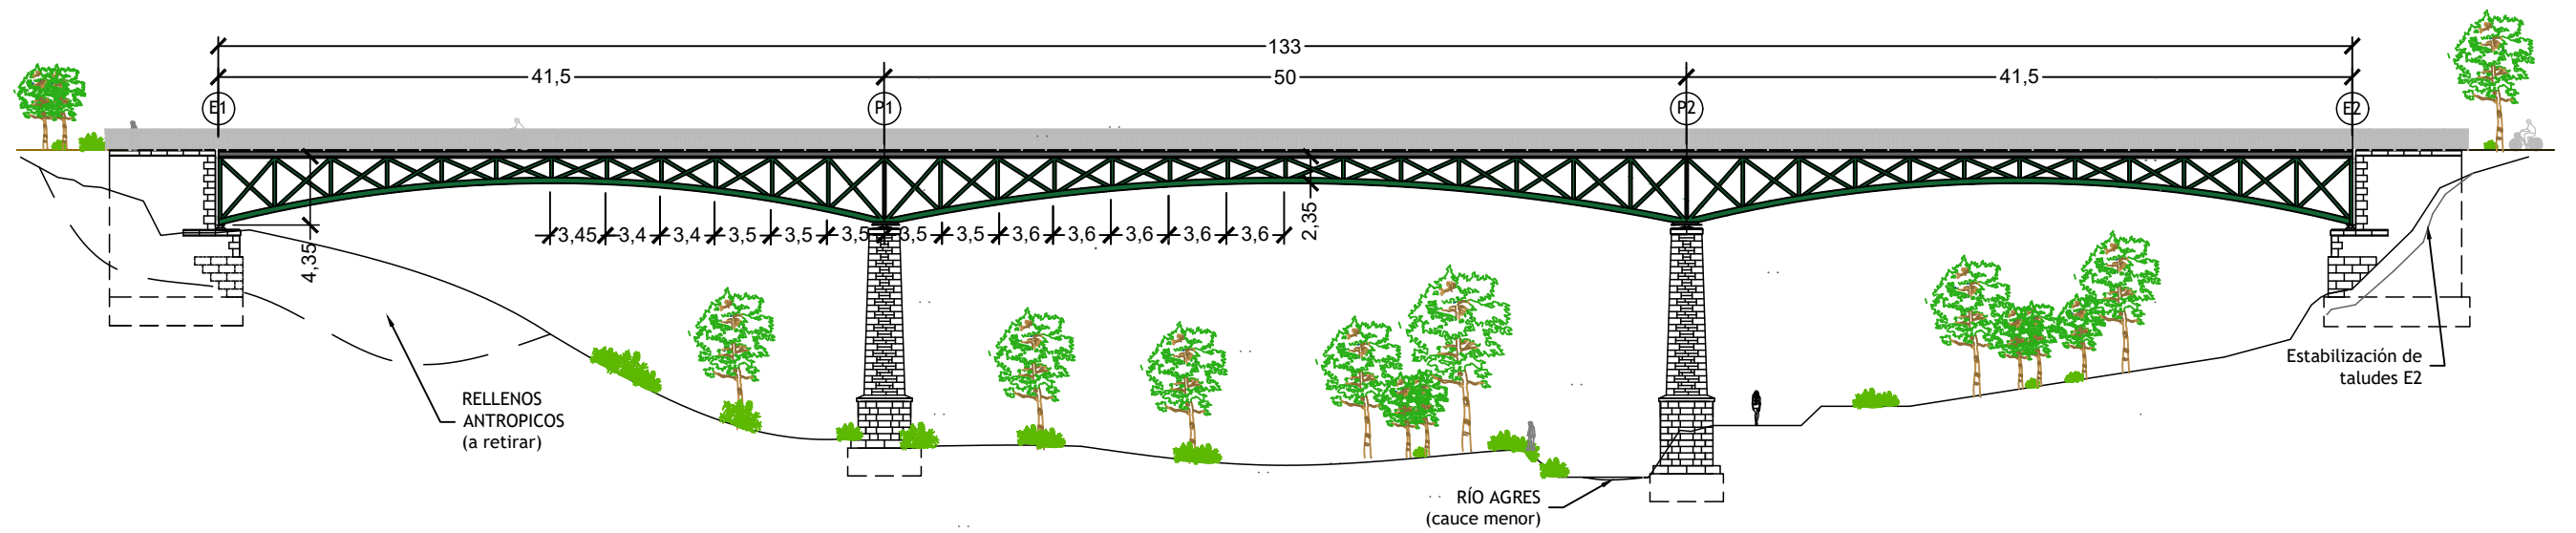 133
41,5
50
41,5
E1
P1
P2
E2
3,45
3,4
3,4
3,5
3,5
3,5
3,5
3,5
3,6
3,6
3,6
3,6
3,6
2,35
4,35
RELLENOS
ANTROPICOS
(a retirar)
RÍO AGRES
(cauce menor)
Estabilización de
taludes E2